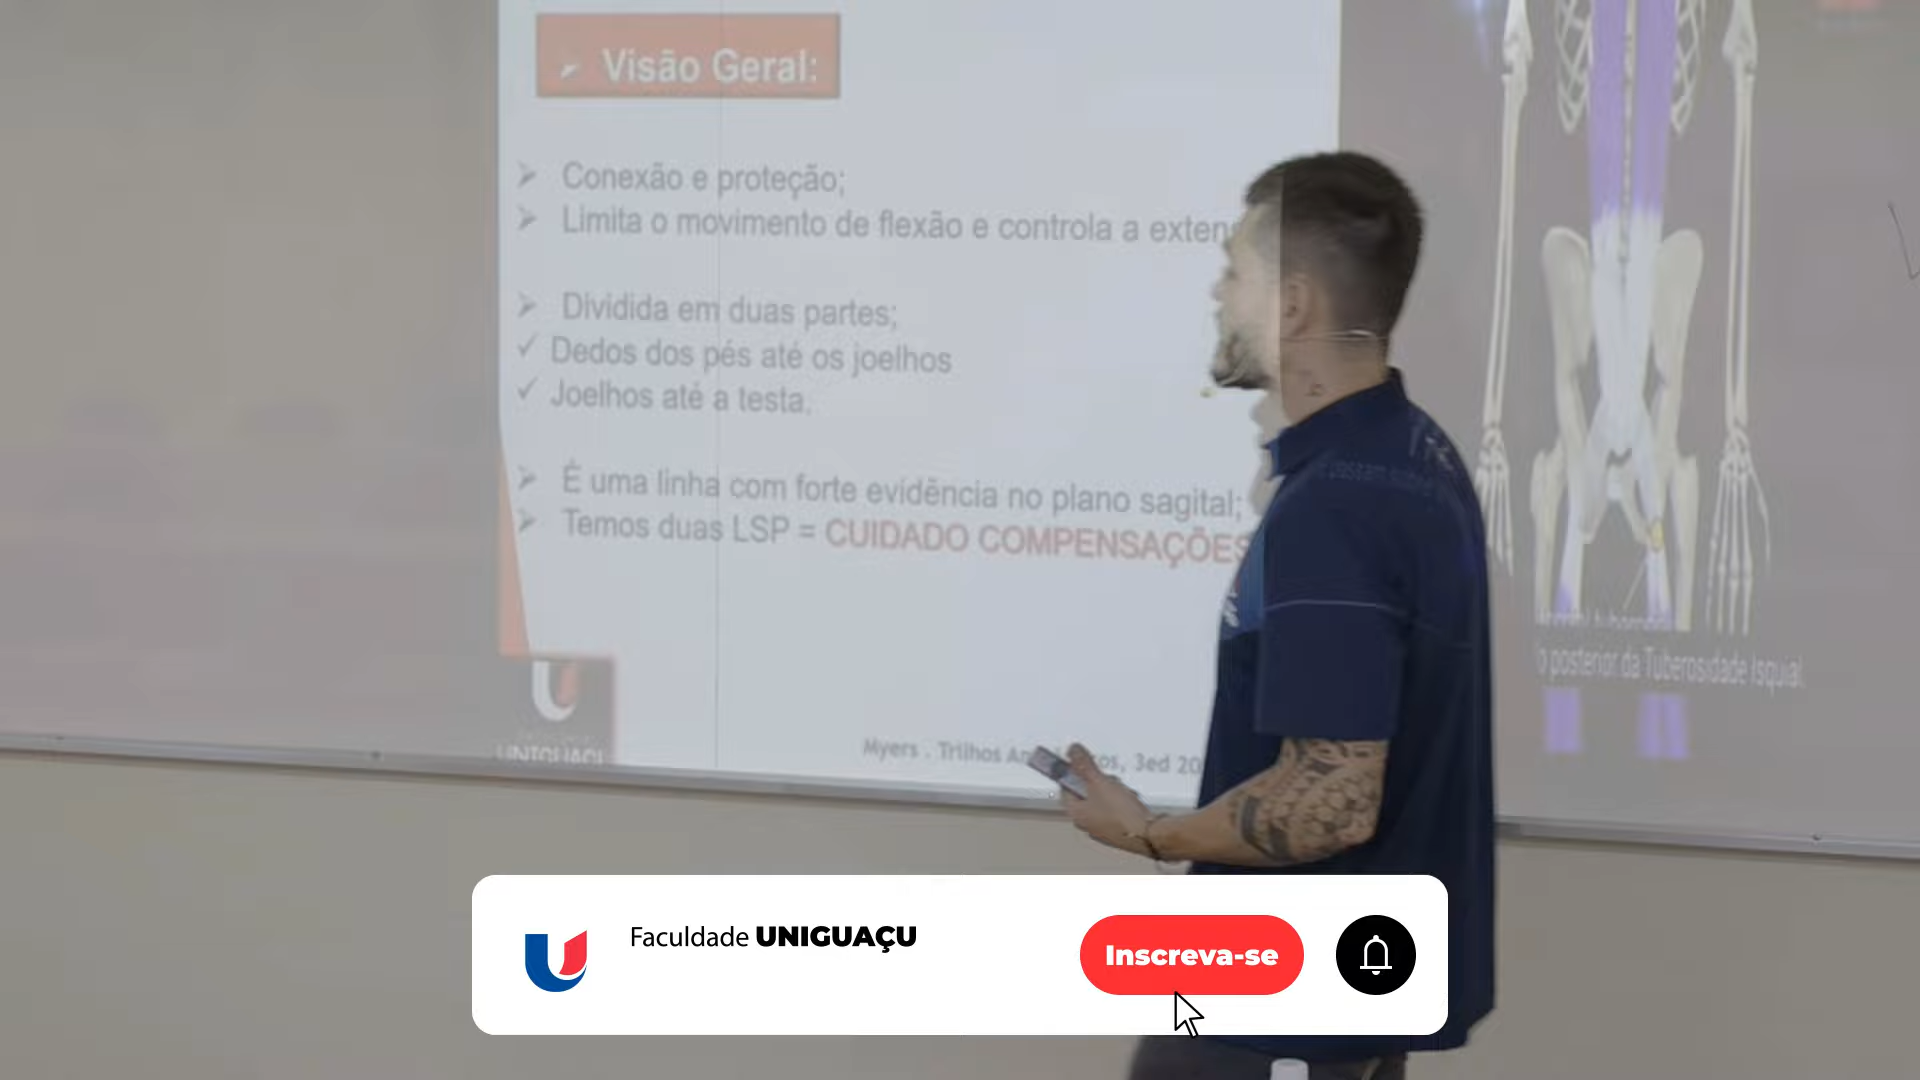 Visão Geral:
Conexão e proteção;
Limita o movimento de flexão e controla a
Dividida em duas partes;
Dedos dos pés até os joelhos
Joelhos até a testa.
É uma linha com forte evidência no plano sagital;
Temos duas LSP = CUIDADO COMPENSAÇÕES
Myers . Trilhos 3ed
posterior da Tuberosidade Isquial.
Faculdade UNIGUAÇU
Inscreva-se